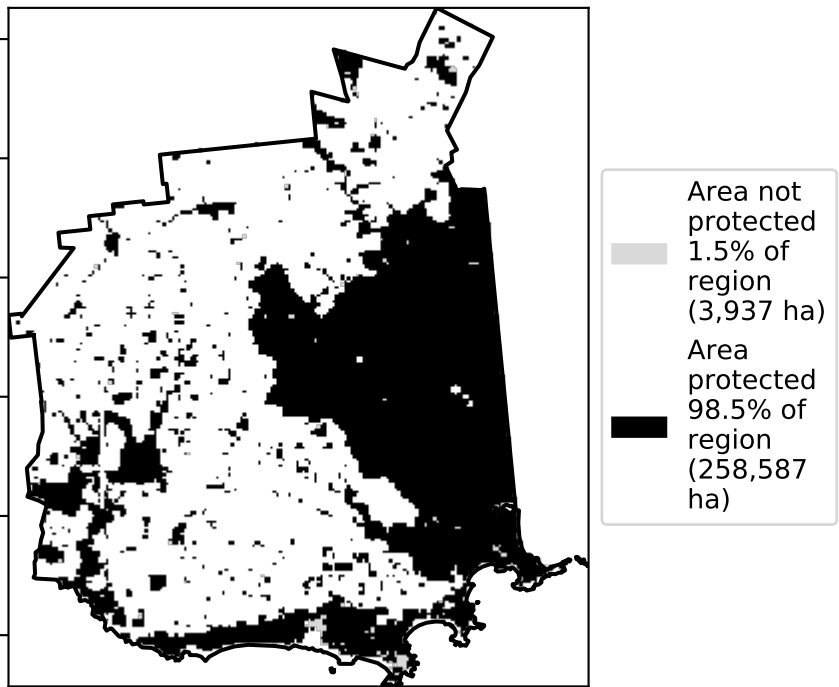 Area not
protected
1.5% of
region
(3,937 ha)
Area
protected
98.5% of
region
(258,587
ha)